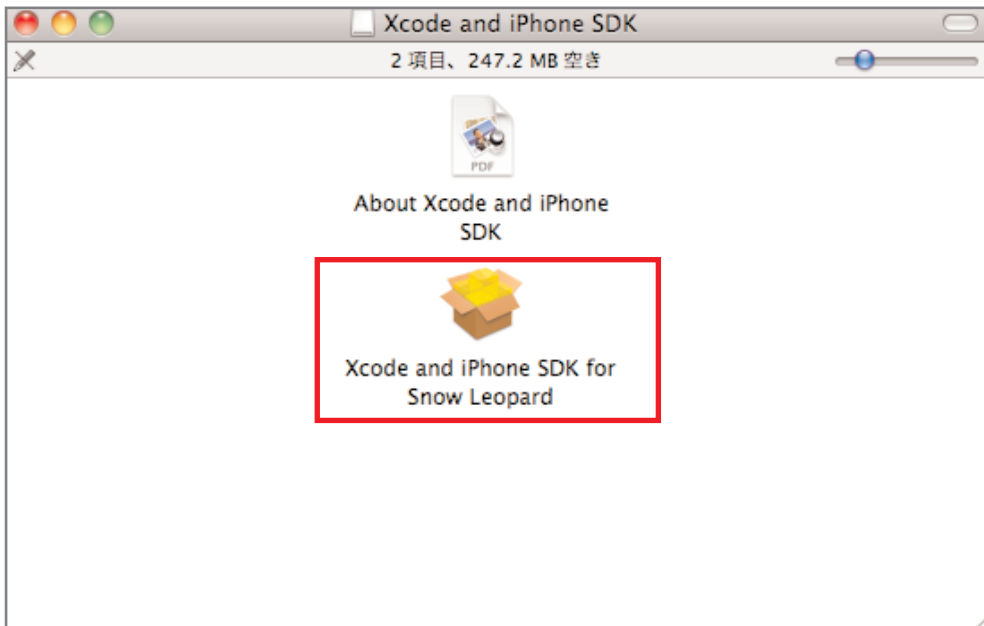 Xcode and iPhone SDK
2 項目、247.2 MB 空き
PDF
About Xcode and iPhone
SDK
Xcode and iPhone SDK for
Snow Leopard